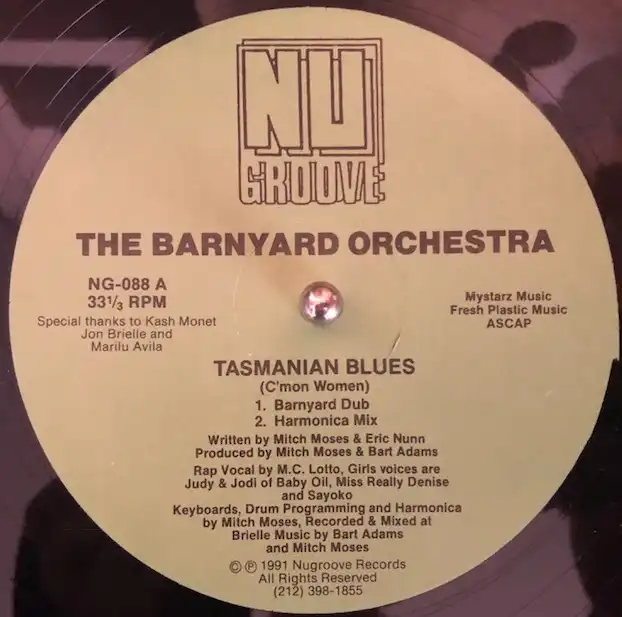 NU
GROOVE
THE BARNYARD ORCHESTRA
NG-088 A
33⅓ RPM
Special thanks to Kash Monet
Jon Brielle and
Marilu Avila
Mystarz Music
Fresh Plastic Music
ASCAP
TASMANIAN BLUES
(C'mon Women)
1. Barnyard Dub
2. Harmonica Mix
Written by Mitch Moses & Eric Nunn
Produced by Mitch Moses & Bart Adams
Rap Vocal by M.C. Lotto, Girls voices are
Judy & Jodi of Baby Oil, Miss Really Denise
and Sayoko
Keyboards, Drum Programming and Harmonica
by Mitch Moses, Recorded & Mixed at
Brielle Music by Bart Adams
and Mitch Moses
© ℗ 1991 Nugroove Records
All Rights Reserved
(212) 398-1855